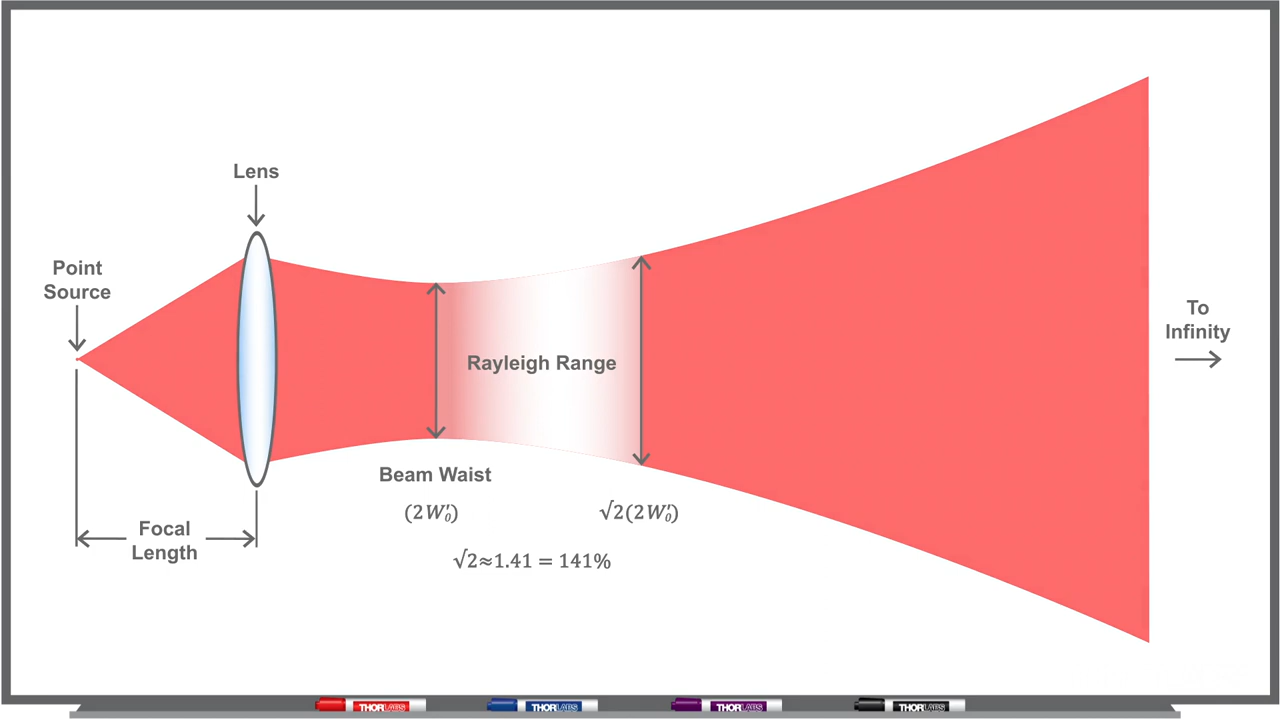 Lens
Point
Source
To
Infinity
Rayleigh Range
Beam Waist
(2W₀′)
√2(2W₀′)
Focal
Length
√2≈1.41 = 141%
THORLABS
THORLABS
THORLABS
THORLABS